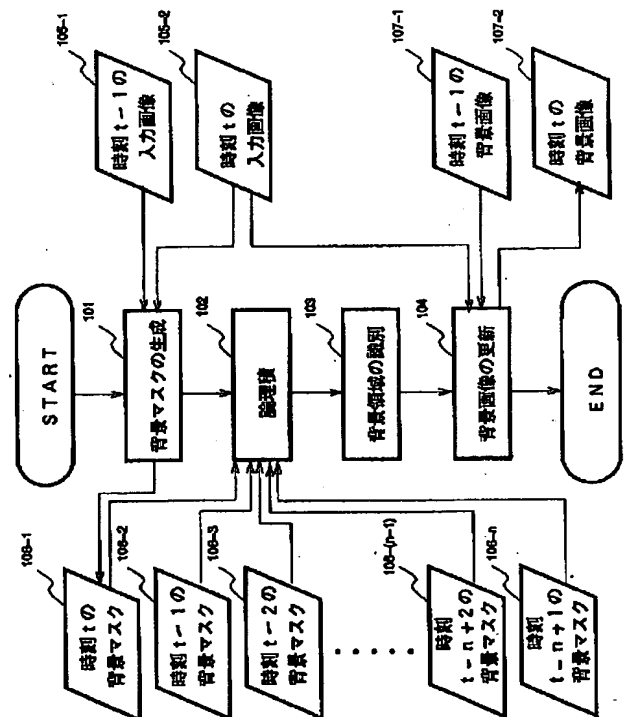 START
101
背景マスクの生成
102
論理積
103
背景領域の識別
104
背景画像の更新
END
105-1
時刻t-1の
入力画像
105-2
時刻tの
入力画像
107-1
時刻t-1の
背景画像
107-2
時刻tの
背景画像
106-1
時刻tの
背景マスク
106-2
時刻t-1の
背景マスク
106-3
時刻t-2の
背景マスク
・・・・・
106-(n-1)
時刻
t-n+2の
背景マスク
106-n
時刻
t-n+1の
背景マスク